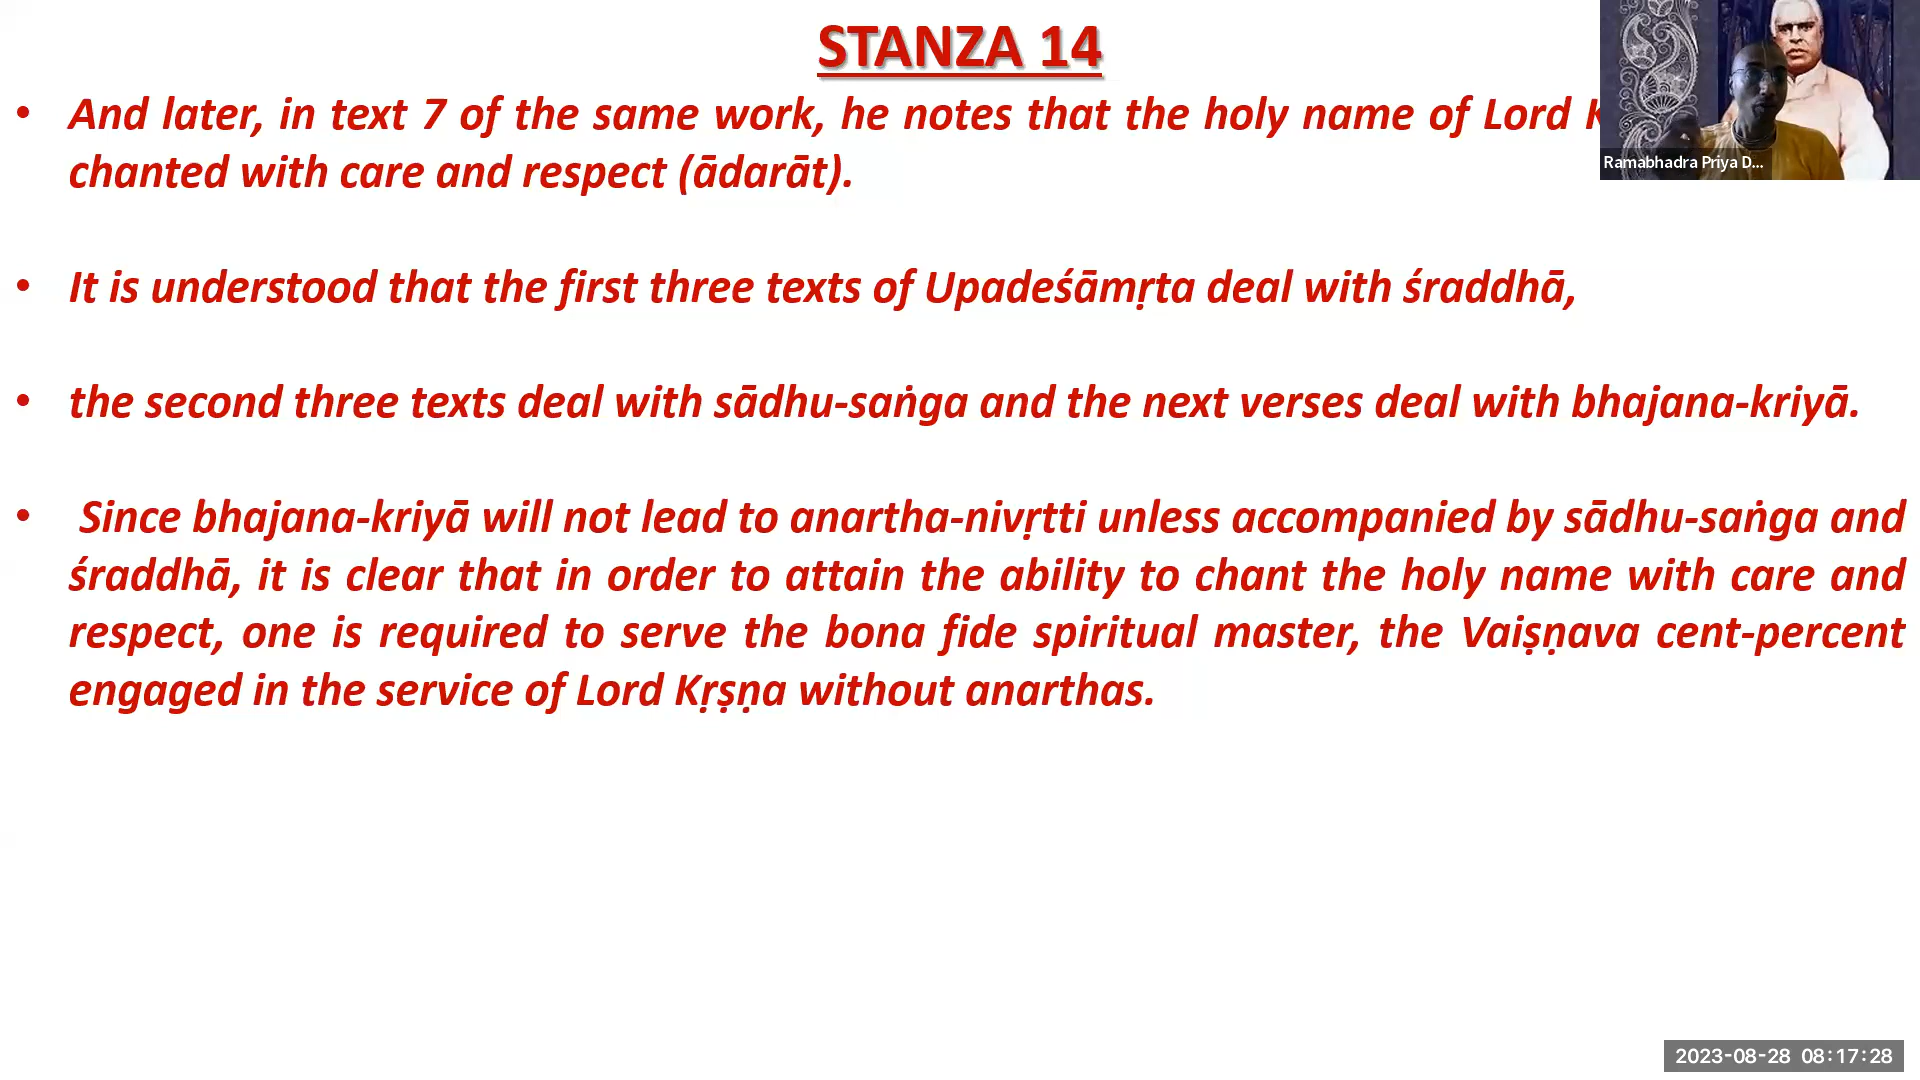 STANZA 14
• And later, in text 7 of the same work, he notes that the holy name of Lord
chanted with care and respect (ādarāt).
• It is understood that the first three texts of Upadeśāmṛta deal with śraddhā,
• the second three texts deal with sādhu-saṅga and the next verses deal with bhajana-kriyā.
• Since bhajana-kriyā will not lead to anartha-nivṛtti unless accompanied by sādhu-saṅga and
śraddhā, it is clear that in order to attain the ability to chant the holy name with care and
respect, one is required to serve the bona fide spiritual master, the Vaiṣṇava cent-percent
engaged in the service of Lord Kṛṣṇa without anarthas.
Ramabhadra Priya D...
2023-08-28 08:17:28